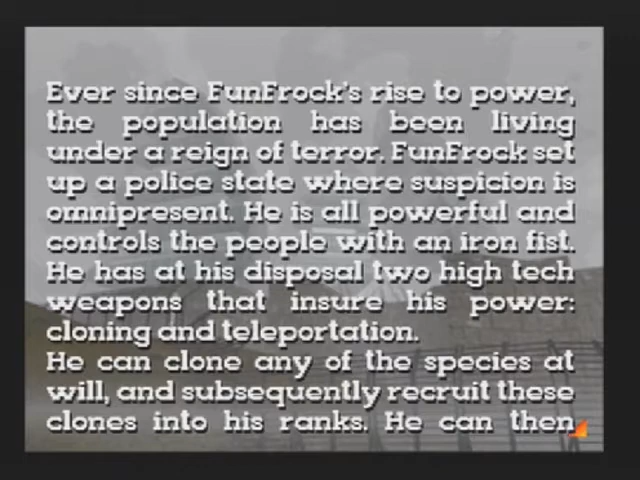 Ever since FunFrock's rise to power,
the population has been living
under a reign of terror. FunFrock set
up a police state where suspicion is
omnipresent. He is all powerful and
controls the people with an iron fist.
He has at his disposal two high tech
weapons that insure his power:
cloning and teleportation.
He can clone any of the species at
will, and subsequently recruit these
clones into his ranks. He can then